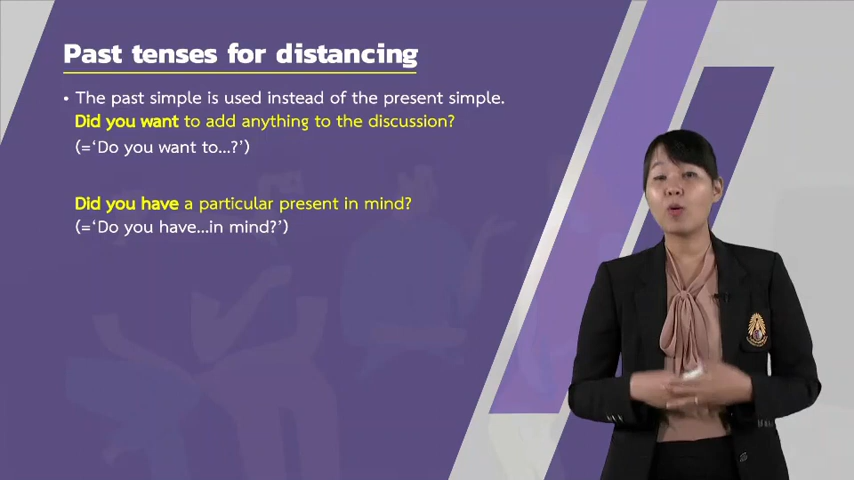 Past tenses for distancing
• The past simple is used instead of the present simple.
Did you want to add anything to the discussion?
(=‘Do you want to...?’)
Did you have a particular present in mind?
(=‘Do you have...in mind?’)